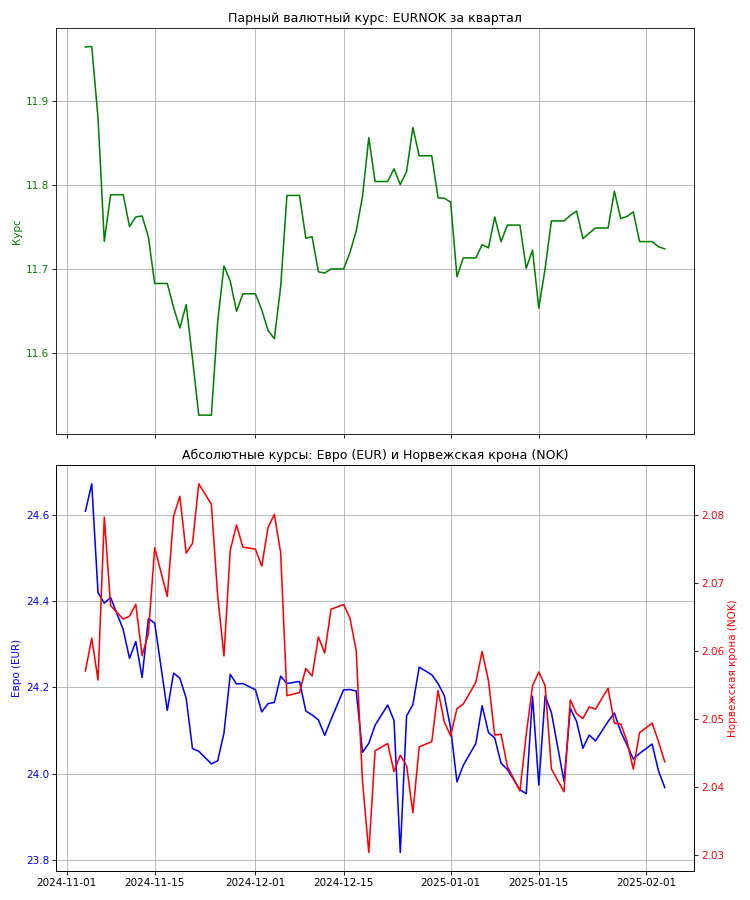 Парный валютный курс: EURNOK за квартал
11.9
11.8
11.7
11.6
Курс
Абсолютные курсы: Евро (EUR) и Норвежская крона (NOK)
24.6
24.4
24.2
24.0
23.8
Евро (EUR)
2.08
2.07
2.06
2.05
2.04
2.03
Норвежская крона (NOK)
2024-11-01 2024-11-15 2024-12-01 2024-12-15 2025-01-01 2025-01-15 2025-02-01